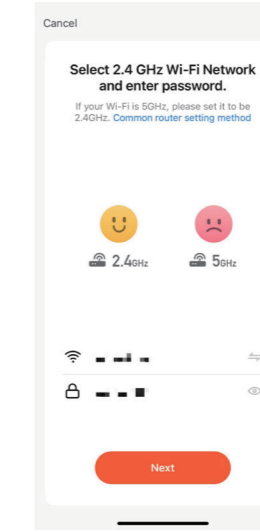 Cancel
Select 2.4 GHz Wi-Fi Network
and enter password.
If your Wi-Fi is 5GHz, please set it to be
2.4GHz. Common router setting method
2.4GHz 5GHz
Next